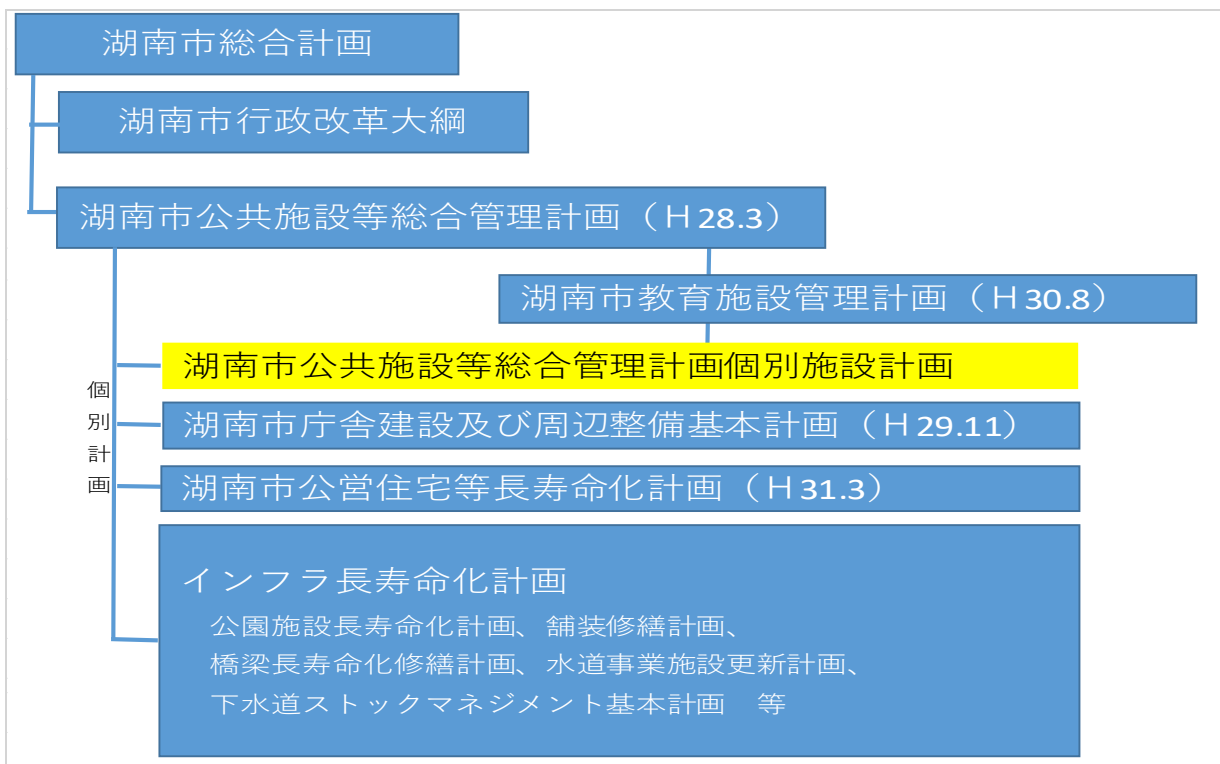 湖南市総合計画
湖南市行政改革大綱
湖南市公共施設等総合管理計画（Ｈ28.3）
湖南市教育施設管理計画（Ｈ30.8）
個別計画
湖南市公共施設等総合管理計画個別施設計画
湖南市庁舎建設及び周辺整備基本計画（Ｈ29.11）
湖南市公営住宅等長寿命化計画（Ｈ31.3）
インフラ長寿命化計画
公園施設長寿命化計画、舗装修繕計画、
橋梁長寿命化修繕計画、水道事業施設更新計画、
下水道ストックマネジメント基本計画　等